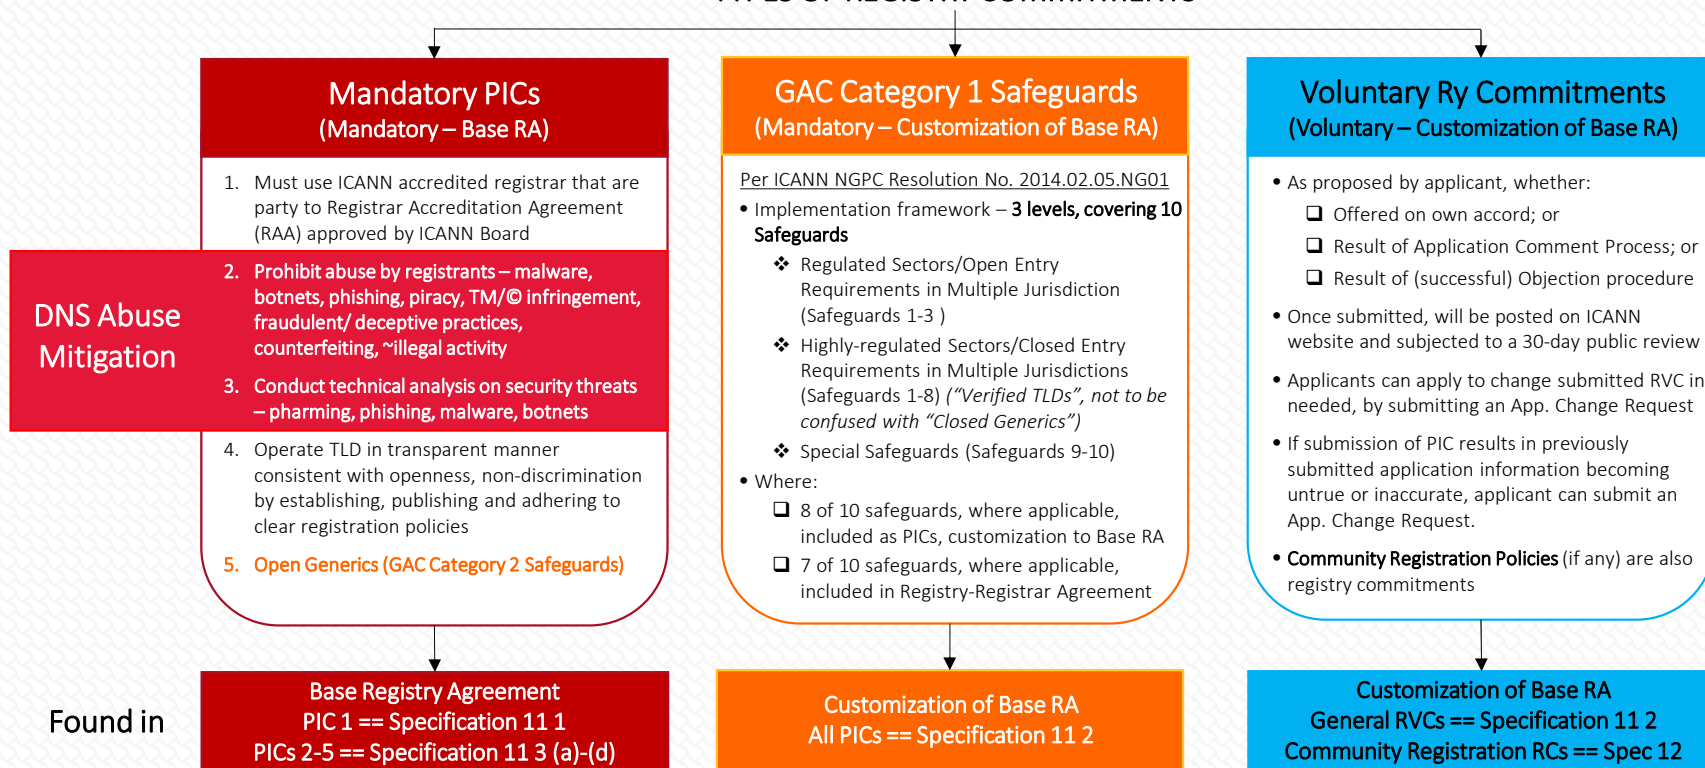 TYPES OF REGISTRY COMMITMENTS
Mandatory PICs
(Mandatory – Base RA)
1. Must use ICANN accredited registrar that are
party to Registrar Accreditation Agreement
(RAA) approved by ICANN Board
DNS Abuse
Mitigation
2. Prohibit abuse by registrants – malware,
botnets, phishing, piracy, TM/© infringement,
fraudulent/ deceptive practices,
counterfeiting, ~illegal activity
3. Conduct technical analysis on security threats
– pharming, phishing, malware, botnets
4. Operate TLD in transparent manner
consistent with openness, non-discrimination
by establishing, publishing and adhering to
clear registration policies
5. Open Generics (GAC Category 2 Safeguards)
GAC Category 1 Safeguards
(Mandatory – Customization of Base RA)
Per ICANN NGPC Resolution No. 2014.02.05.NG01
• Implementation framework – 3 levels, covering 10
Safeguards
❖ Regulated Sectors/Open Entry
Requirements in Multiple Jurisdiction
(Safeguards 1-3 )
❖ Highly-regulated Sectors/Closed Entry
Requirements in Multiple Jurisdictions
(Safeguards 1-8) (“Verified TLDs”, not to be
confused with “Closed Generics”)
❖ Special Safeguards (Safeguards 9-10)
• Where:
❑ 8 of 10 safeguards, where applicable,
included as PICs, customization to Base RA
❑ 7 of 10 safeguards, where applicable,
included in Registry-Registrar Agreement
Voluntary Ry Commitments
(Voluntary – Customization of Base RA)
• As proposed by applicant, whether:
❑ Offered on own accord; or
❑ Result of Application Comment Process; or
❑ Result of (successful) Objection procedure
• Once submitted, will be posted on ICANN
website and subjected to a 30-day public review
• Applicants can apply to change submitted RVC in
needed, by submitting an App. Change Request
• If submission of PIC results in previously
submitted application information becoming
untrue or inaccurate, applicant can submit an
App. Change Request.
• Community Registration Policies (if any) are also
registry commitments
Found in
Base Registry Agreement
PIC 1 == Specification 11 1
PICs 2-5 == Specification 11 3 (a)-(d)
Customization of Base RA
All PICs == Specification 11 2
Customization of Base RA
General RVCs == Specification 11 2
Community Registration RCs == Spec 12